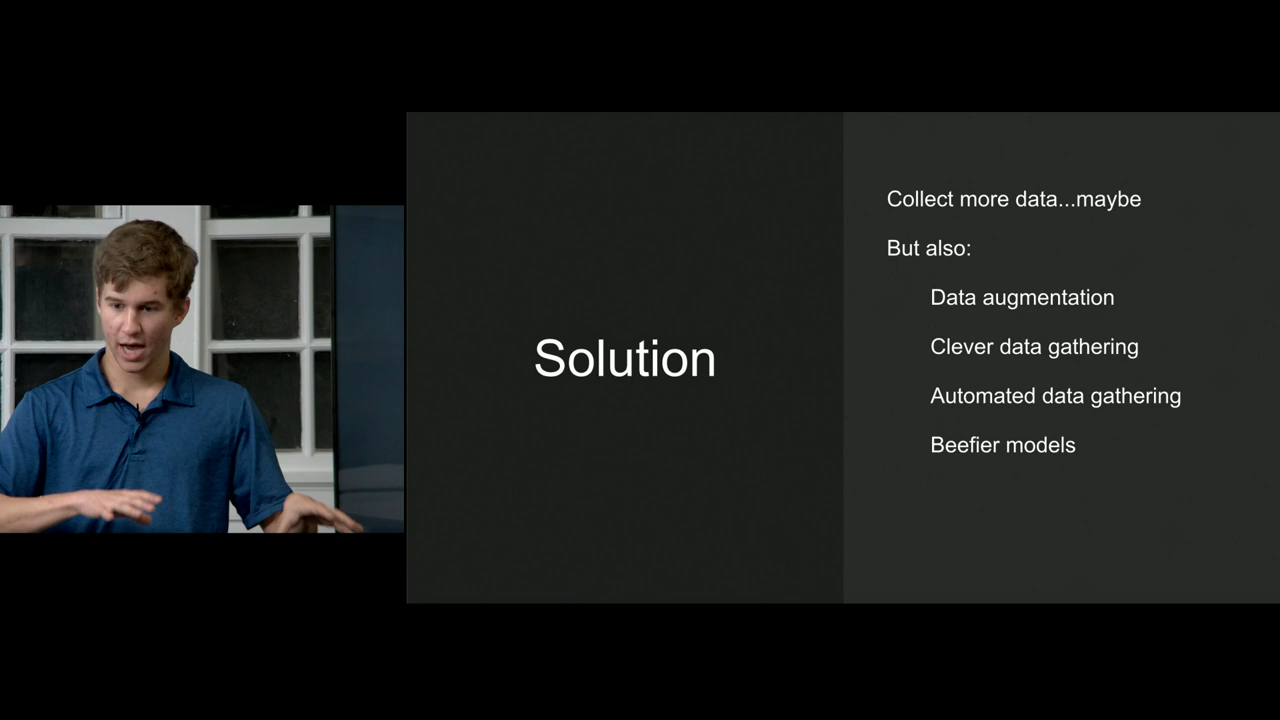 Solution
Collect more data...maybe
But also:
Data augmentation
Clever data gathering
Automated data gathering
Beefier models